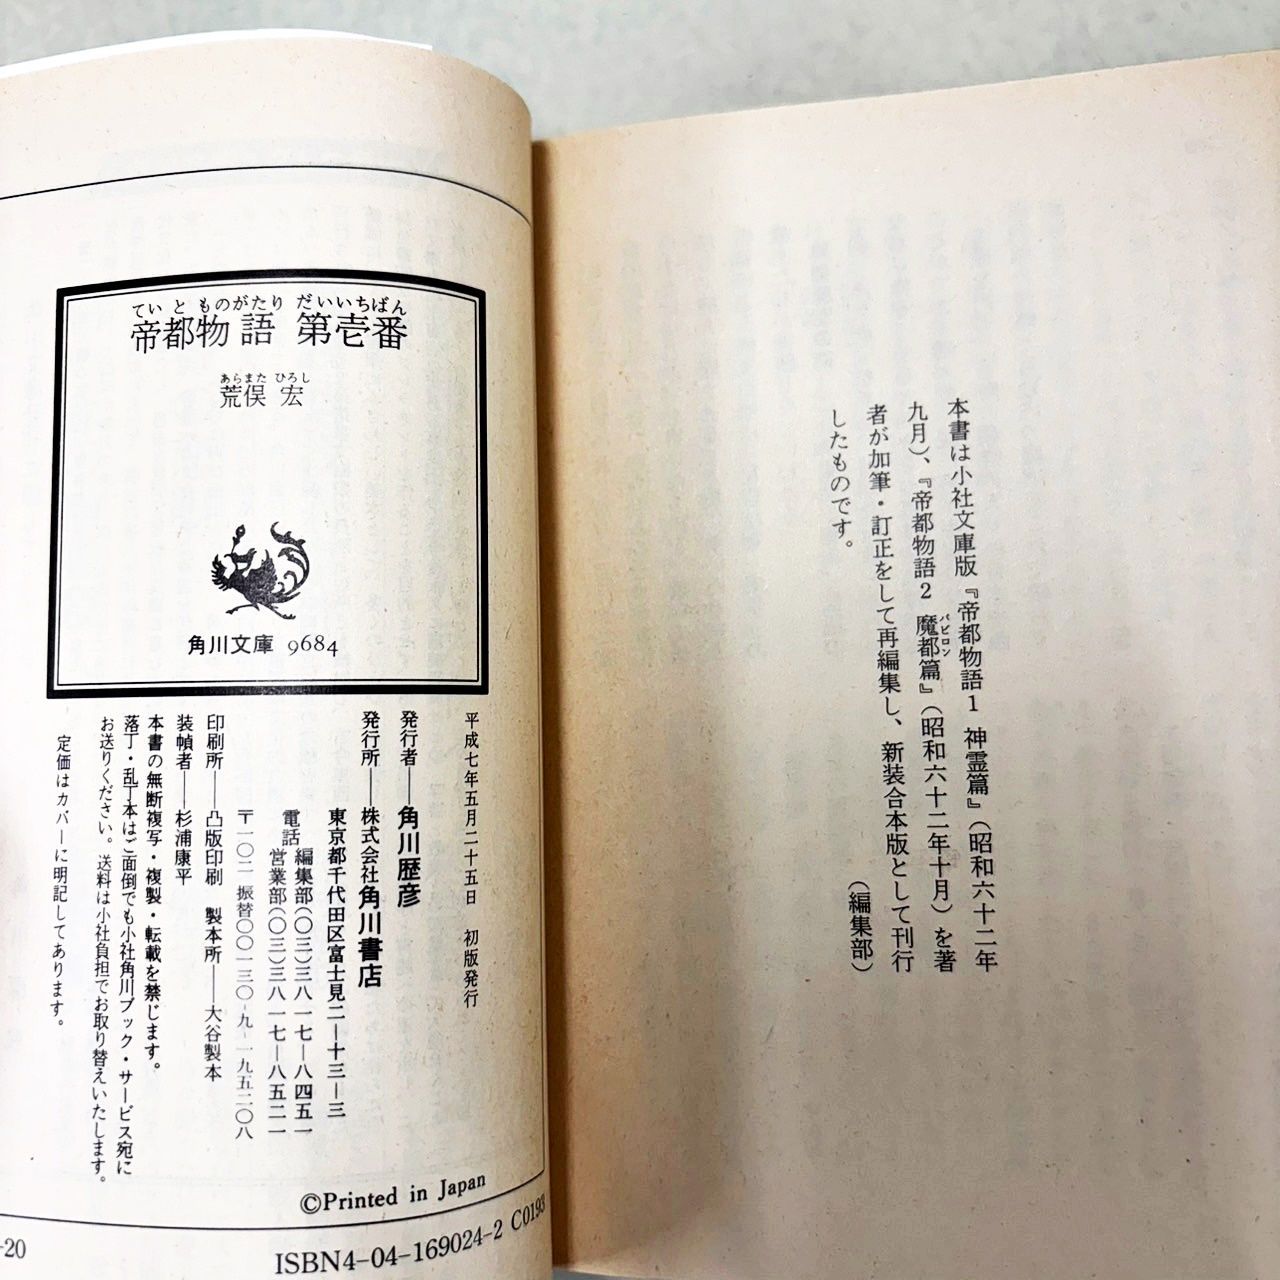 本書は小社文庫版『帝都物語1 神霊篇』(昭和六十二年
九月)、『帝都物語2 魔都篇』(昭和六十二年十月)を著
バビロン
者が加筆・訂正をして再編集し、新装合本版として刊行
したものです。
(編集部)
ていとものがたり だいいちばん
帝都物語 第壱番
あらまた ひろし
荒俣 宏
角川文庫 9684
平成七年五月二十五日 初版発行
発行者――角川歴彦
発行所――株式会社角川書店
東京都千代田区富士見二―十三―三
電話 編集部(〇三)三八一七―八四五一
営業部(〇三)三八一七―八五二一
〒一〇二 振替〇〇一三〇―九―一九五二〇八
印刷所――凸版印刷 製本所――大谷製本
装幀者――杉浦康平
本書の無断複写・複製・転載を禁じます。
落丁・乱丁本はご面倒でも小社角川ブック・サービス宛に
お送りください。送料は小社負担でお取り替えいたします。
定価はカバーに明記してあります。
©Printed in Japan
-20
ISBN4-04-169024-2 C0193